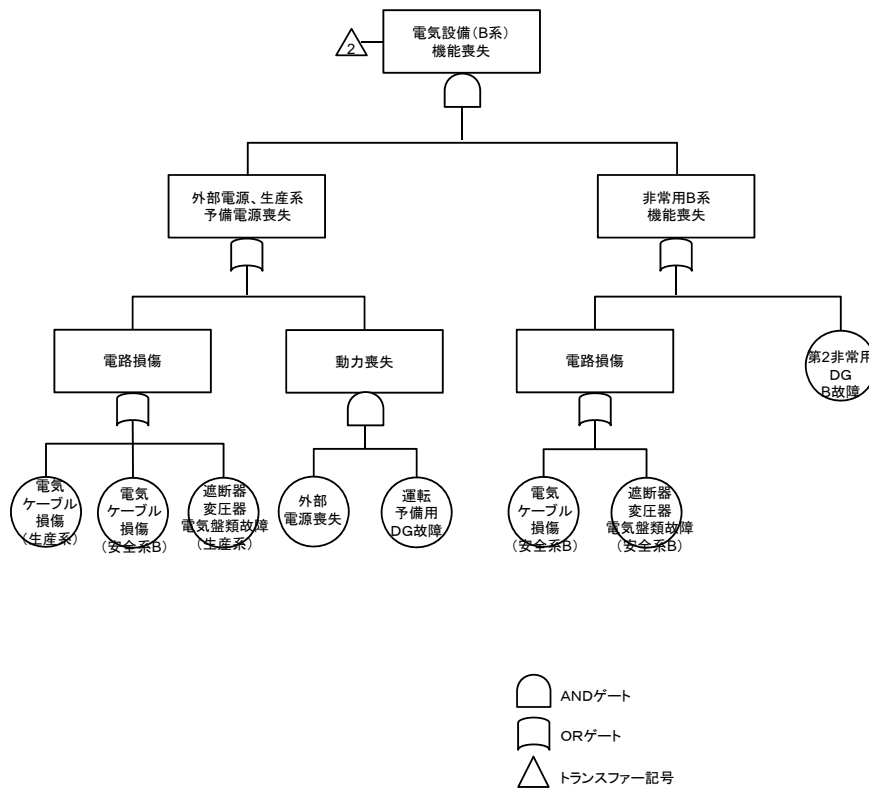 電気設備(B系)
機能喪失
2
外部電源、生産系
予備電源喪失
非常用B系
機能喪失
電路損傷
動力喪失
電路損傷
第2非常用
DG
B故障
電気
ケーブル
損傷
(生産系)
電気
ケーブル
損傷
(安全系B)
遮断器
変圧器
電気盤類故障
(生産系)
外部
電源喪失
運転
予備用
DG故障
電気
ケーブル
損傷
(安全系B)
遮断器
変圧器
電気盤類故障
(安全系B)
ANDゲート
ORゲート
トランスファー記号